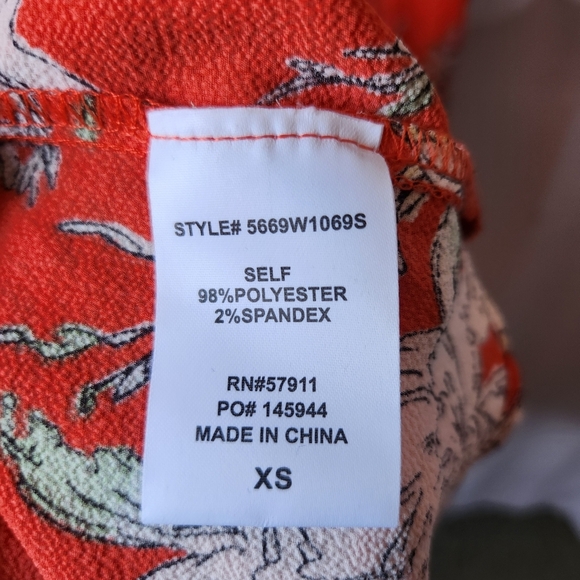 STYLE# 5669W1069S
SELF
98%POLYESTER
2%SPANDEX
RN#57911
PO# 145944
MADE IN CHINA
XS